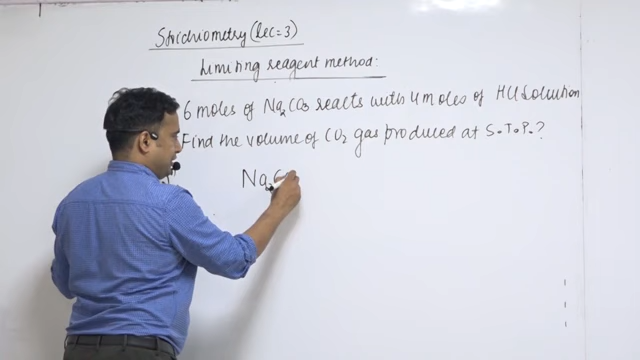 Stoichiometry (Lec=3)
Limiting reagent method:
6 moles of Na2CO3 reacts with 4 moles of HCl solution
Find the volume of CO2 gas produced at S.T.P.?
Na2C